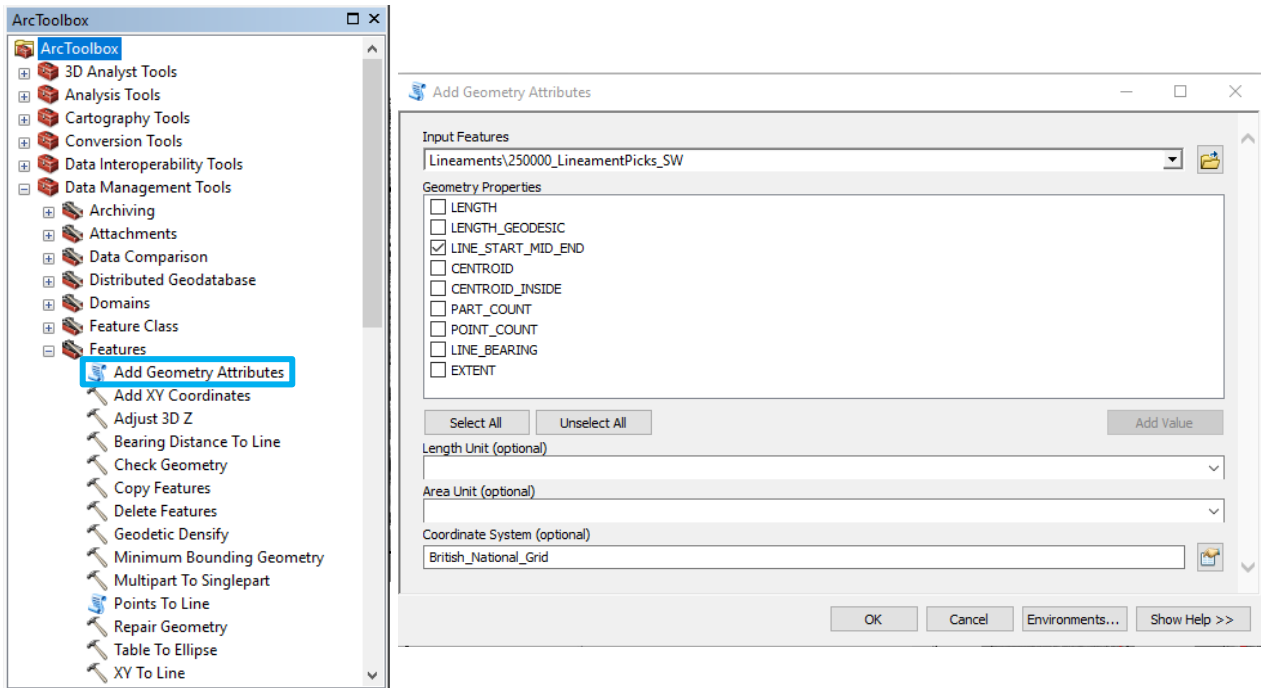 ArcToolbox
ArcToolbox
3D Analyst Tools
Analysis Tools
Cartography Tools
Conversion Tools
Data Interoperability Tools
Data Management Tools
Archiving
Attachments
Data Comparison
Distributed Geodatabase
Domains
Feature Class
Features
Add Geometry Attributes
Add XY Coordinates
Adjust 3D Z
Bearing Distance To Line
Check Geometry
Copy Features
Delete Features
Geodetic Densify
Minimum Bounding Geometry
Multipart To Singlepart
Points To Line
Repair Geometry
Table To Ellipse
XY To Line
Add Geometry Attributes
Input Features
Lineaments\250000_LineamentPicks_SW
Geometry Properties
LENGTH
LENGTH_GEODESIC
LINE_START_MID_END
CENTROID
CENTROID_INSIDE
PART_COUNT
POINT_COUNT
LINE_BEARING
EXTENT
Select All Unselect All Add Value
Length Unit (optional)
Area Unit (optional)
Coordinate System (optional)
British_National_Grid
OK Cancel Environments... Show Help >>